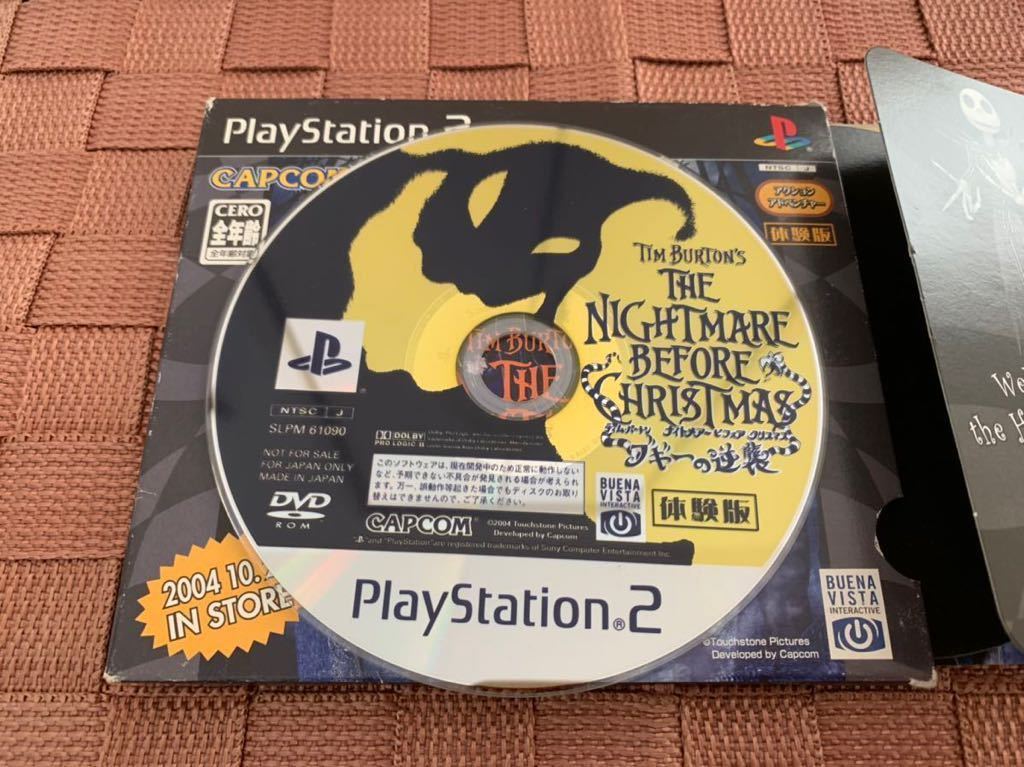 PlayStation 2
CAPCOM
CERO
全年齢
全年齢対象
NTSC J
アクション
アドベンチャー
体験版
TIM BURTON'S
THE
NIGHTMARE
BEFORE
CHRISTMAS
ティム・バートン ナイトメアー・ビフォア・クリスマス
ブギーの逆襲
TIM BURTO
THE
NTSC J
SLPM 61090
NOT FOR SALE
FOR JAPAN ONLY
MADE IN JAPAN
DVD
ROM
DOLBY
PRO LOGIC II
このソフトウェアは、現在開発中のため正常に動作しない
など、予期できない不具合が発見される場合が考えられ
ます。万一、誤動作等起きた場合でもディスクのお取り
替えはできませんので、ご了承ください。
CAPCOM
©2004 Touchstone Pictures
Developed by Capcom
BUENA
VISTA
INTERACTIVE
体験版
"PlayStation" are registered trademarks of Sony Computer Entertainment Inc.
PlayStation®2
2004 10.
IN STORE
BUENA
VISTA
INTERACTIVE
©Touchstone Pictures
Developed by Capcom
the H